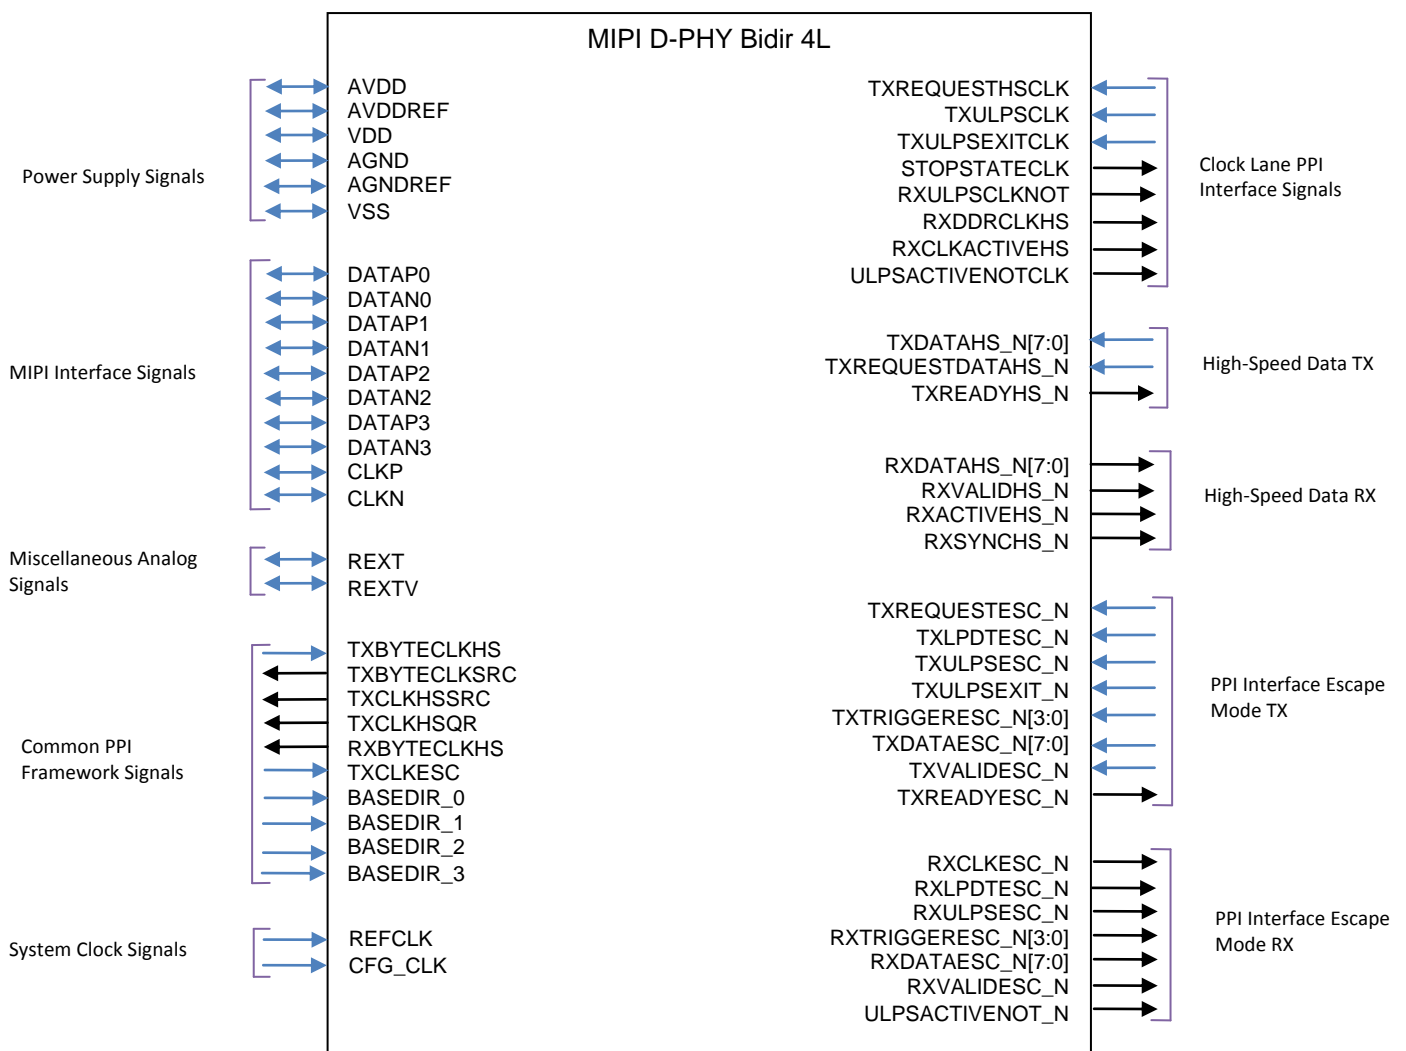 MIPI D-PHY Bidir 4L
Power Supply Signals
AVDD
AVDDREF
VDD
AGND
AGNDREF
VSS
MIPI Interface Signals
DATAP0
DATAN0
DATAP1
DATAN1
DATAP2
DATAN2
DATAP3
DATAN3
CLKP
CLKN
Miscellaneous Analog
Signals
REXT
REXTV
Common PPI
Framework Signals
TXBYTECLKHS
TXBYTECLKSRC
TXCLKHSSRC
TXCLKHSQR
RXBYTECLKHS
TXCLKESC
BASEDIR_0
BASEDIR_1
BASEDIR_2
BASEDIR_3
System Clock Signals
REFCLK
CFG_CLK
TXREQUESTHSCLK
TXULPSCLK
TXULPSEXITCLK
STOPSTATECLK
RXULPSCLKNOT
RXDDRCLKHS
RXCLKACTIVEHS
ULPSACTIVENOTCLK
Clock Lane PPI
Interface Signals
TXDATAHS_N[7:0]
TXREQUESTDATAHS_N
TXREADYHS_N
High-Speed Data TX
RXDATAHS_N[7:0]
RXVALIDHS_N
RXACTIVEHS_N
RXSYNCHS_N
High-Speed Data RX
TXREQUESTESC_N
TXLPDTESC_N
TXULPSESC_N
TXULPSEXIT_N
TXTRIGGERESC_N[3:0]
TXDATAESC_N[7:0]
TXVALIDESC_N
TXREADYESC_N
PPI Interface Escape
Mode TX
RXCLKESC_N
RXLPDTESC_N
RXULPSESC_N
RXTRIGGERESC_N[3:0]
RXDATAESC_N[7:0]
RXVALIDESC_N
ULPSACTIVENOT_N
PPI Interface Escape
Mode RX